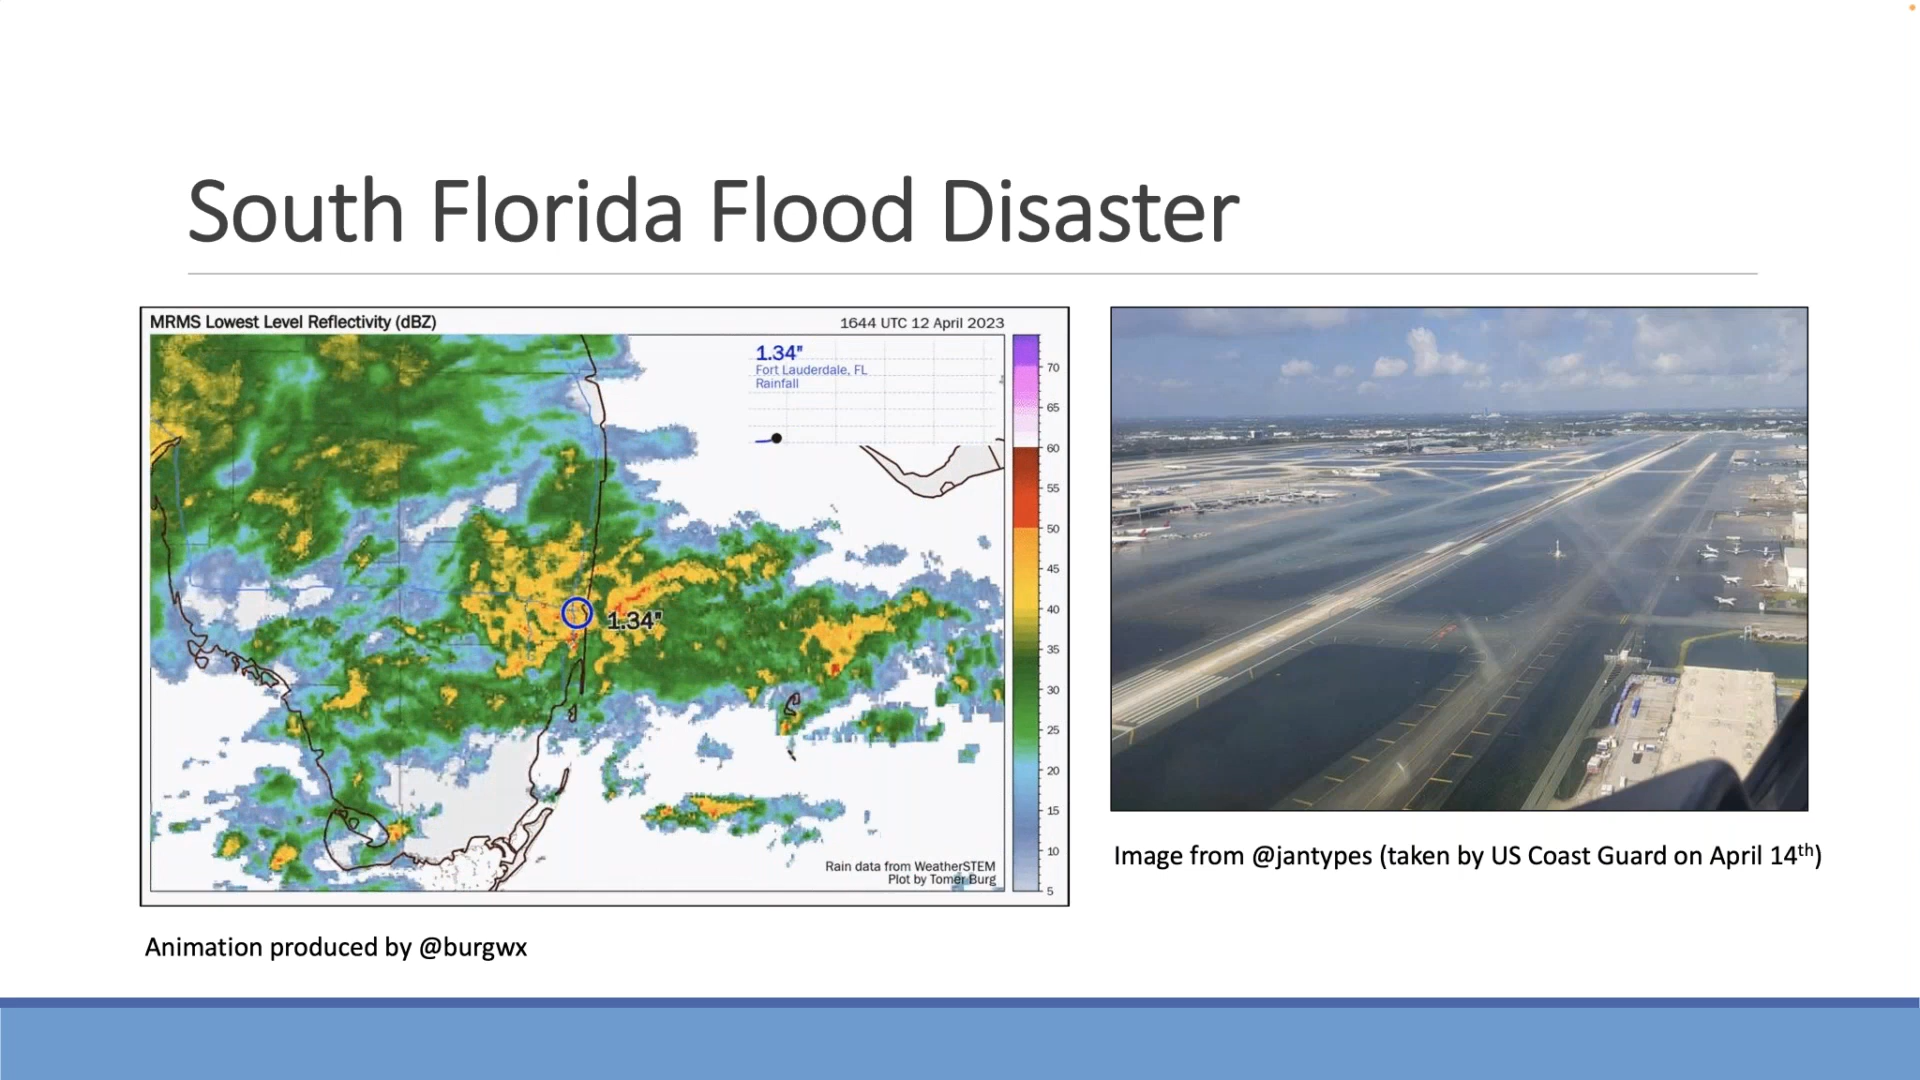 South Florida Flood Disaster
MRMS Lowest Level Reflectivity (dBZ)
1644 UTC 12 April 2023
1.34"
Fort Lauderdale, FL
Rainfall
1.34"
70
65
60
55
50
45
40
35
30
25
20
15
10
5
Rain data from WeatherSTEM
Plot by Tomer Burg
Animation produced by @burgwx
Image from @jantypes (taken by US Coast Guard on April 14th)